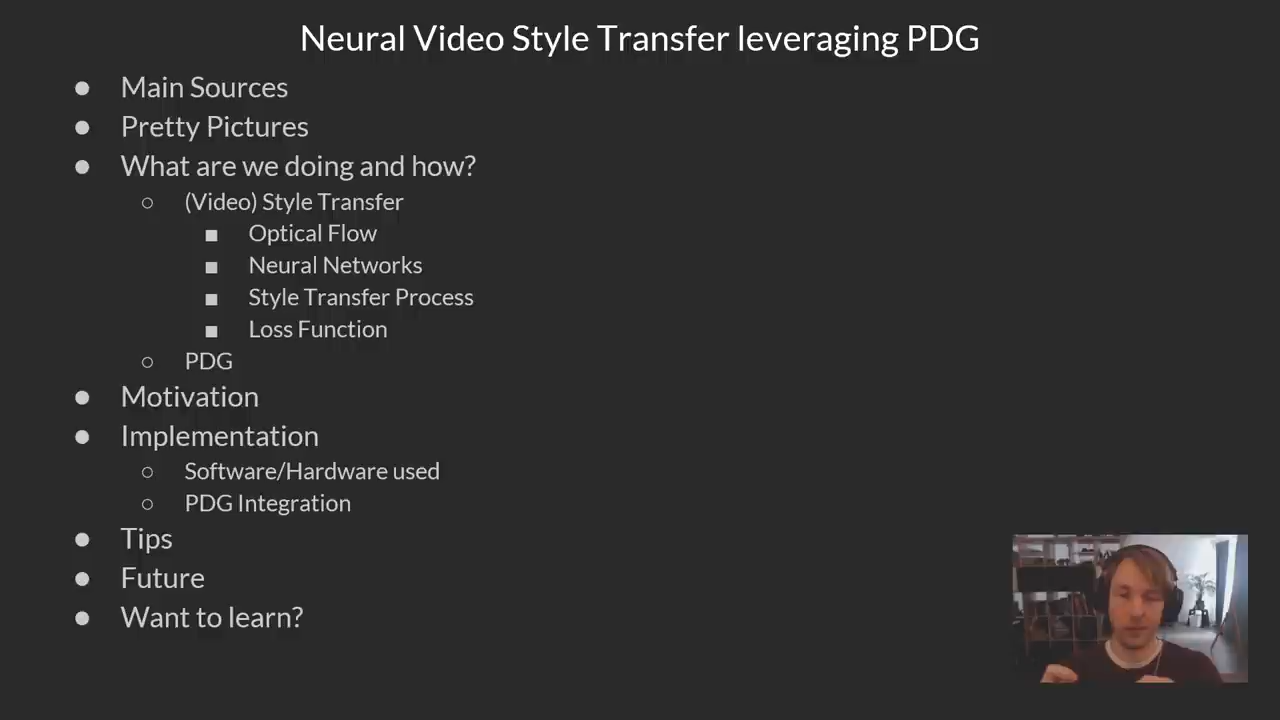 Neural Video Style Transfer leveraging PDG
● Main Sources
● Pretty Pictures
● What are we doing and how?
○ (Video) Style Transfer
■ Optical Flow
■ Neural Networks
■ Style Transfer Process
■ Loss Function
○ PDG
● Motivation
● Implementation
○ Software/Hardware used
○ PDG Integration
● Tips
● Future
● Want to learn?